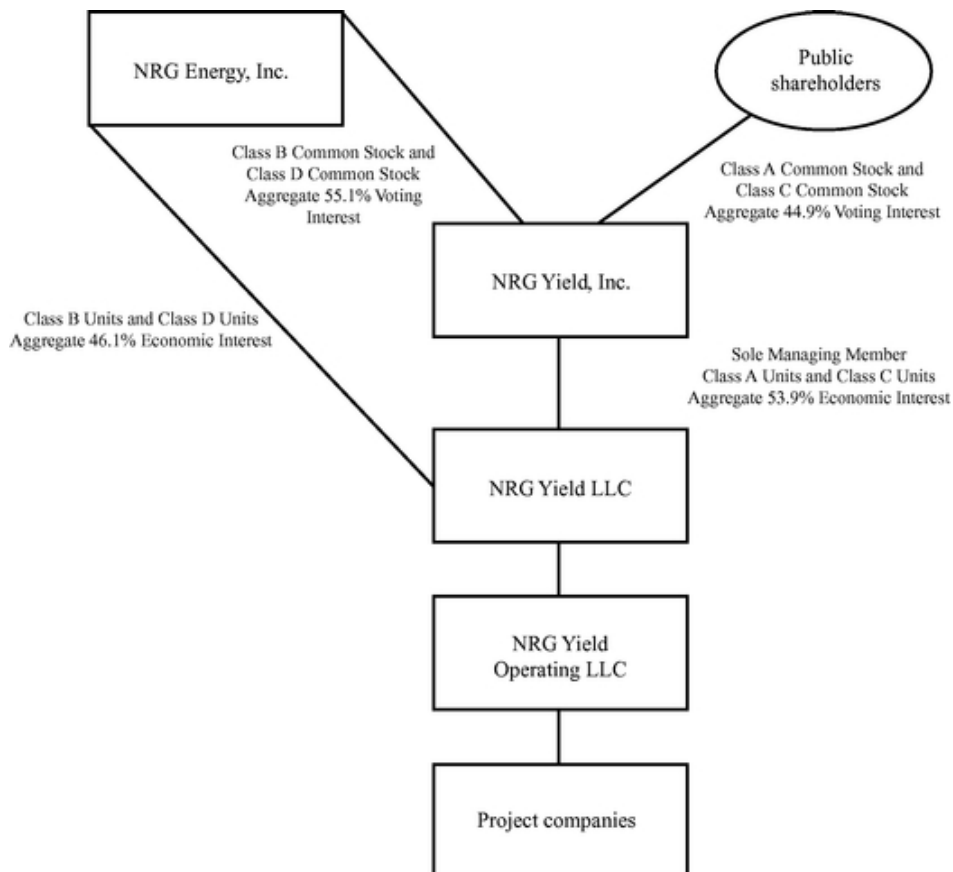 NRG Energy, Inc.
Public
shareholders
Class B Common Stock and
Class D Common Stock
Aggregate 55.1% Voting
Interest
Class A Common Stock and
Class C Common Stock
Aggregate 44.9% Voting Interest
NRG Yield, Inc.
Class B Units and Class D Units
Aggregate 46.1% Economic Interest
Sole Managing Member
Class A Units and Class C Units
Aggregate 53.9% Economic Interest
NRG Yield LLC
NRG Yield
Operating LLC
Project companies